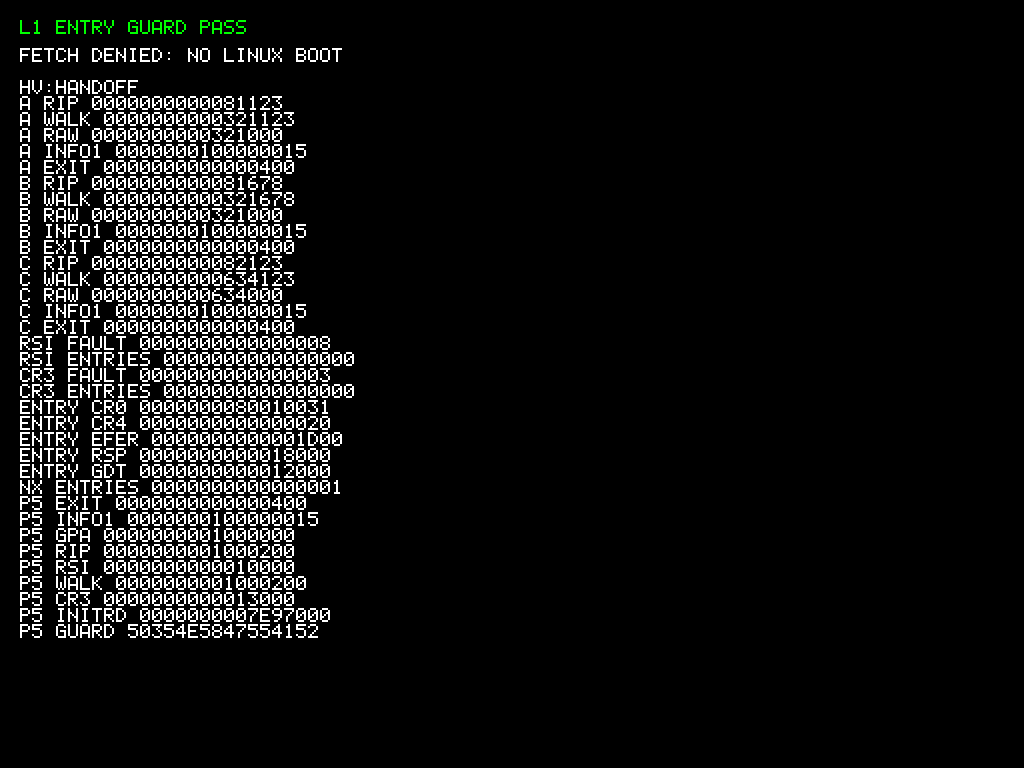 L1 ENTRY GUARD PASS
FETCH DENIED: NO LINUX BOOT
HV:HANDOFF
A RIP 0000000000081123
A WALK 0000000000321123
A RAW 0000000000321000
A INFO1 0000000100000015
A EXIT 0000000000000400
B RIP 0000000000081678
B WALK 0000000000321678
B RAW 0000000000321000
B INFO1 0000000100000015
B EXIT 0000000000000400
C RIP 0000000000082123
C WALK 0000000000634123
C RAW 0000000000634000
C INFO1 0000000100000015
C EXIT 0000000000000400
RSI FAULT 0000000000000008
RSI ENTRIES 0000000000000000
CR3 FAULT 0000000000000003
CR3 ENTRIES 0000000000000000
ENTRY CR0 0000000080010031
ENTRY CR4 0000000000000020
ENTRY EFER 0000000000001D00
ENTRY RSP 0000000000018000
ENTRY GDT 0000000000012000
NX ENTRIES 0000000000000001
P5 EXIT 0000000000000400
P5 INFO1 0000000100000015
P5 GPA 0000000001000000
P5 RIP 0000000001000200
P5 RSI 0000000000010000
P5 WALK 0000000001000200
P5 CR3 0000000000013000
P5 INITRD 0000000007E97000
P5 GUARD 50354E5847554152